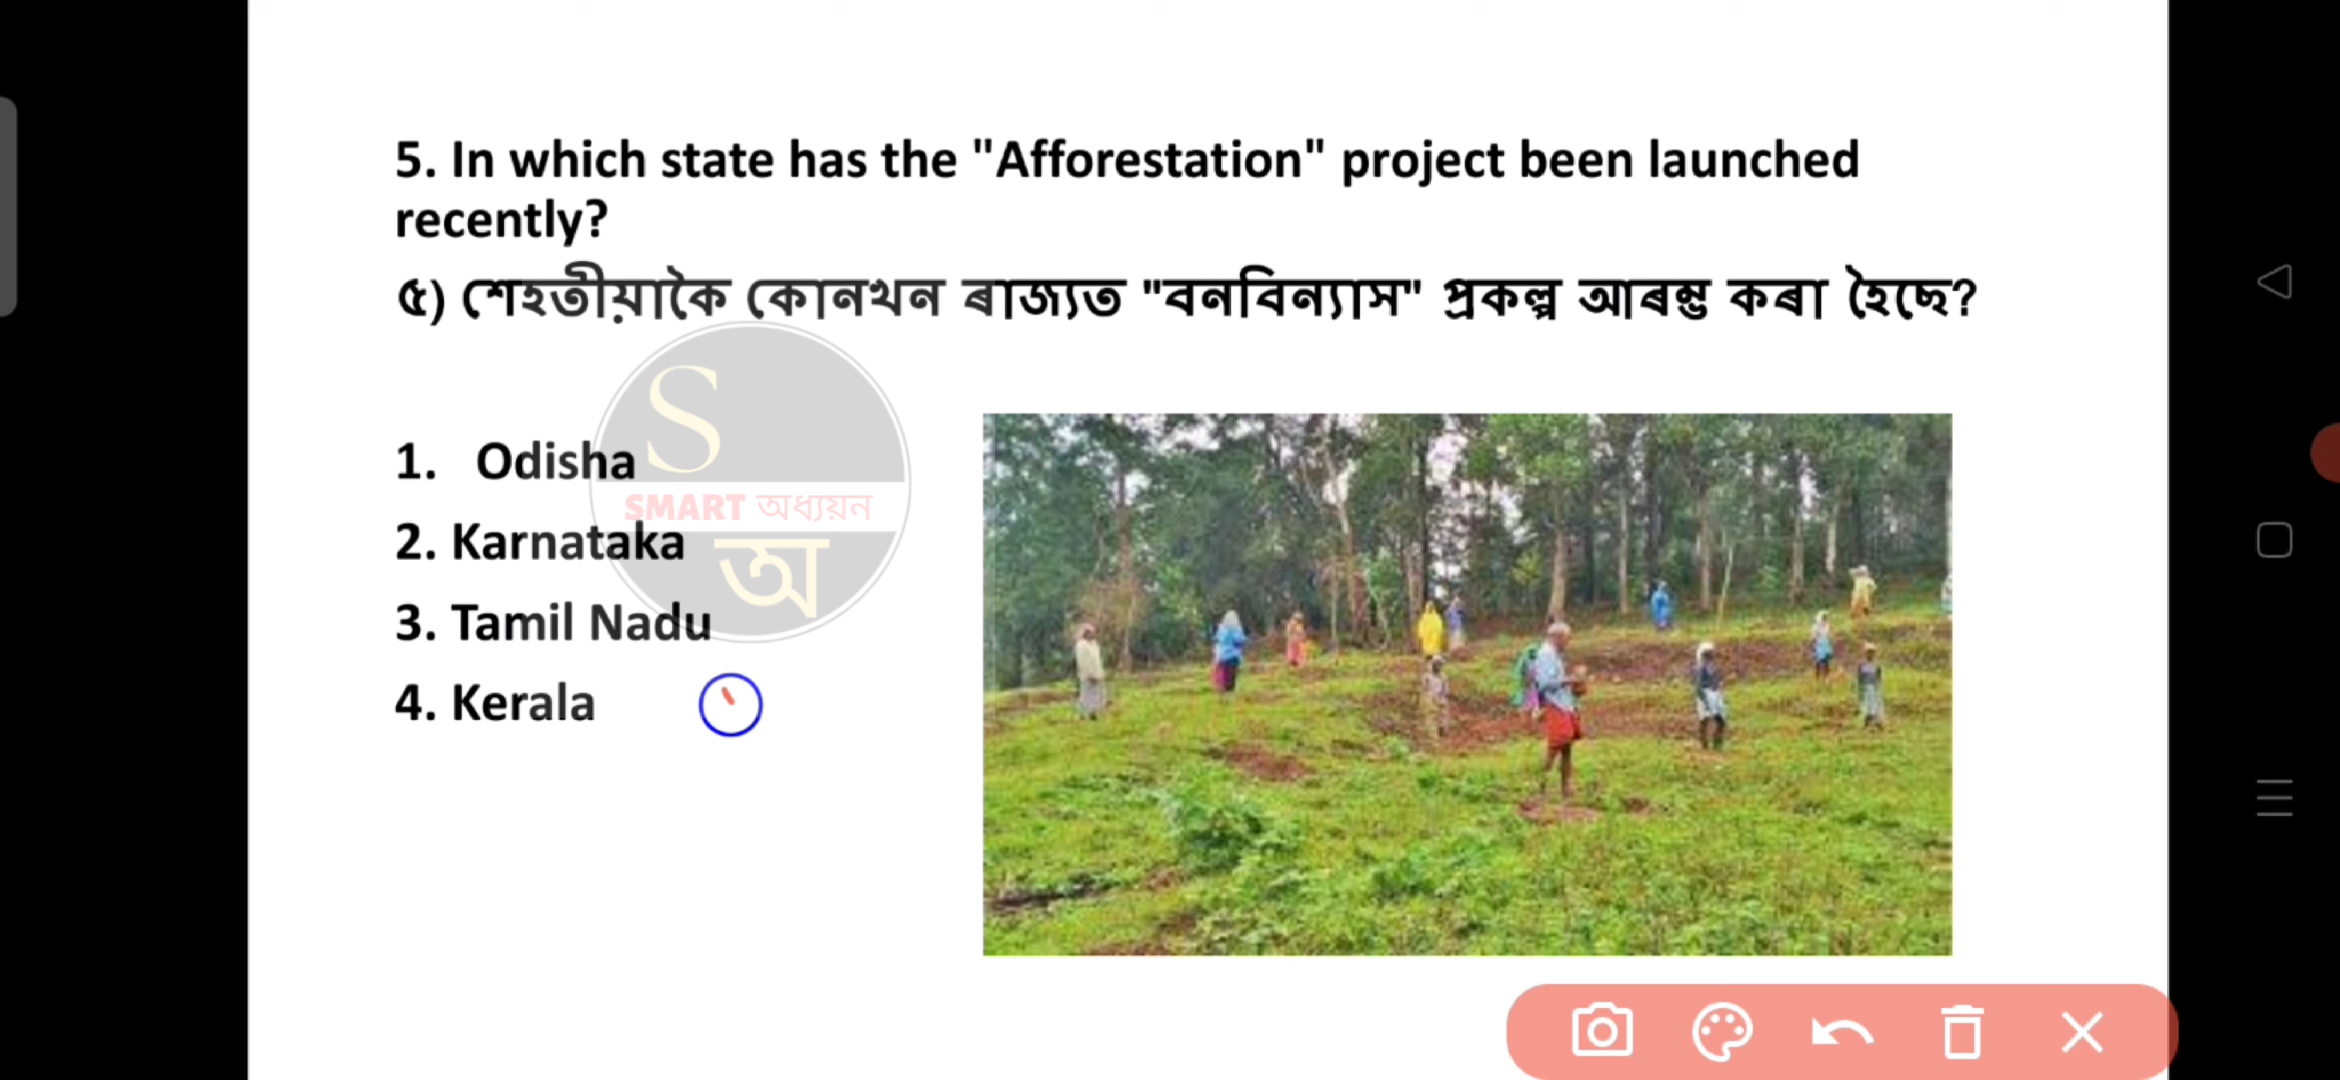 5. In which state has the "Afforestation" project been launched
recently?
৫) শেহতীয়াকৈ কোনখন ৰাজ্যত "বনবিন্যাস" প্ৰকল্প আৰম্ভ কৰা হৈছে?
1. Odisha
2. Karnataka
3. Tamil Nadu
4. Kerala
S
SMART অধ্যয়ন
অ